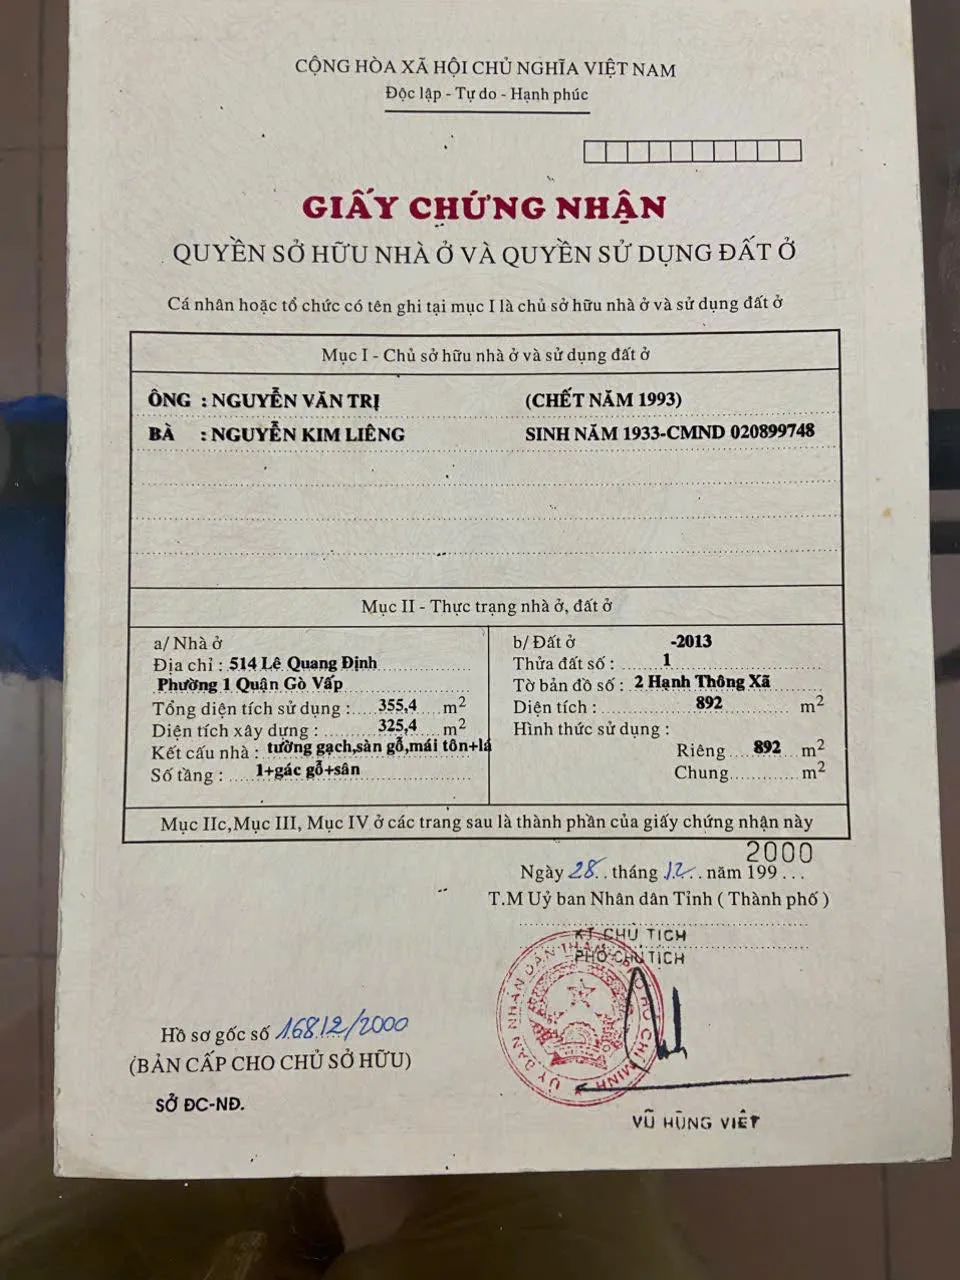 CỘNG HÒA XÃ HỘI CHỦ NGHĨA VIỆT NAM
Độc lập - Tự do - Hạnh phúc
GIẤY CHỨNG NHẬN
QUYỀN SỞ HỮU NHÀ Ở VÀ QUYỀN SỬ DỤNG ĐẤT Ở
Cá nhân hoặc tổ chức có tên ghi tại mục I là chủ sở hữu nhà ở và sử dụng đất ở
Mục I - Chủ sở hữu nhà ở và sử dụng đất ở
ÔNG : NGUYỄN VĂN TRỊ (CHẾT NĂM 1993)
BÀ : NGUYỄN KIM LIÊNG SINH NĂM 1933-CMND 020899748
Mục II - Thực trạng nhà ở, đất ở
a/ Nhà ở
Địa chỉ : 514 Lê Quang Định
Phường 1 Quận Gò Vấp
Tổng diện tích sử dụng : 355,4 m2
Diện tích xây dựng : 325,4 m2
Kết cấu nhà : tường gạch,sàn gỗ,mái tôn+lá
Số tầng : 1+gác gỗ+sân
b/ Đất ở -2013
Thửa đất số : 1
Tờ bản đồ số : 2 Hạnh Thông Xã
Diện tích : 892 m2
Hình thức sử dụng :
Riêng 892 m2
Chung m2
Mục IIc,Mục III, Mục IV ở các trang sau là thành phần của giấy chứng nhận này
2000
Ngày 28 tháng 12 năm 199 . . .
T.M Uỷ ban Nhân dân Tỉnh ( Thành phố )
KT.CHỦ TỊCH
PHÓ CHỦ TỊCH
ỦY BAN NHÂN DÂN THÀNH PHỐ HỒ CHÍ MINH
Hồ sơ gốc số 16812/2000
(BẢN CẤP CHO CHỦ SỞ HỮU)
SỞ ĐC-NĐ.
VŨ HÙNG VIỆT